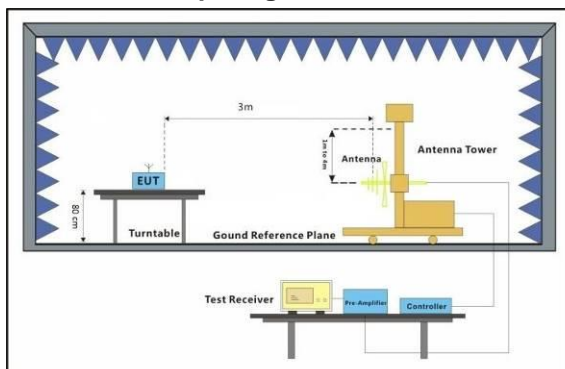 3m
1m to 4m
Antenna
Antenna Tower
EUT
80 cm
Turntable
Gound Reference Plane
Test Receiver
Pre-Amplifier
Controller